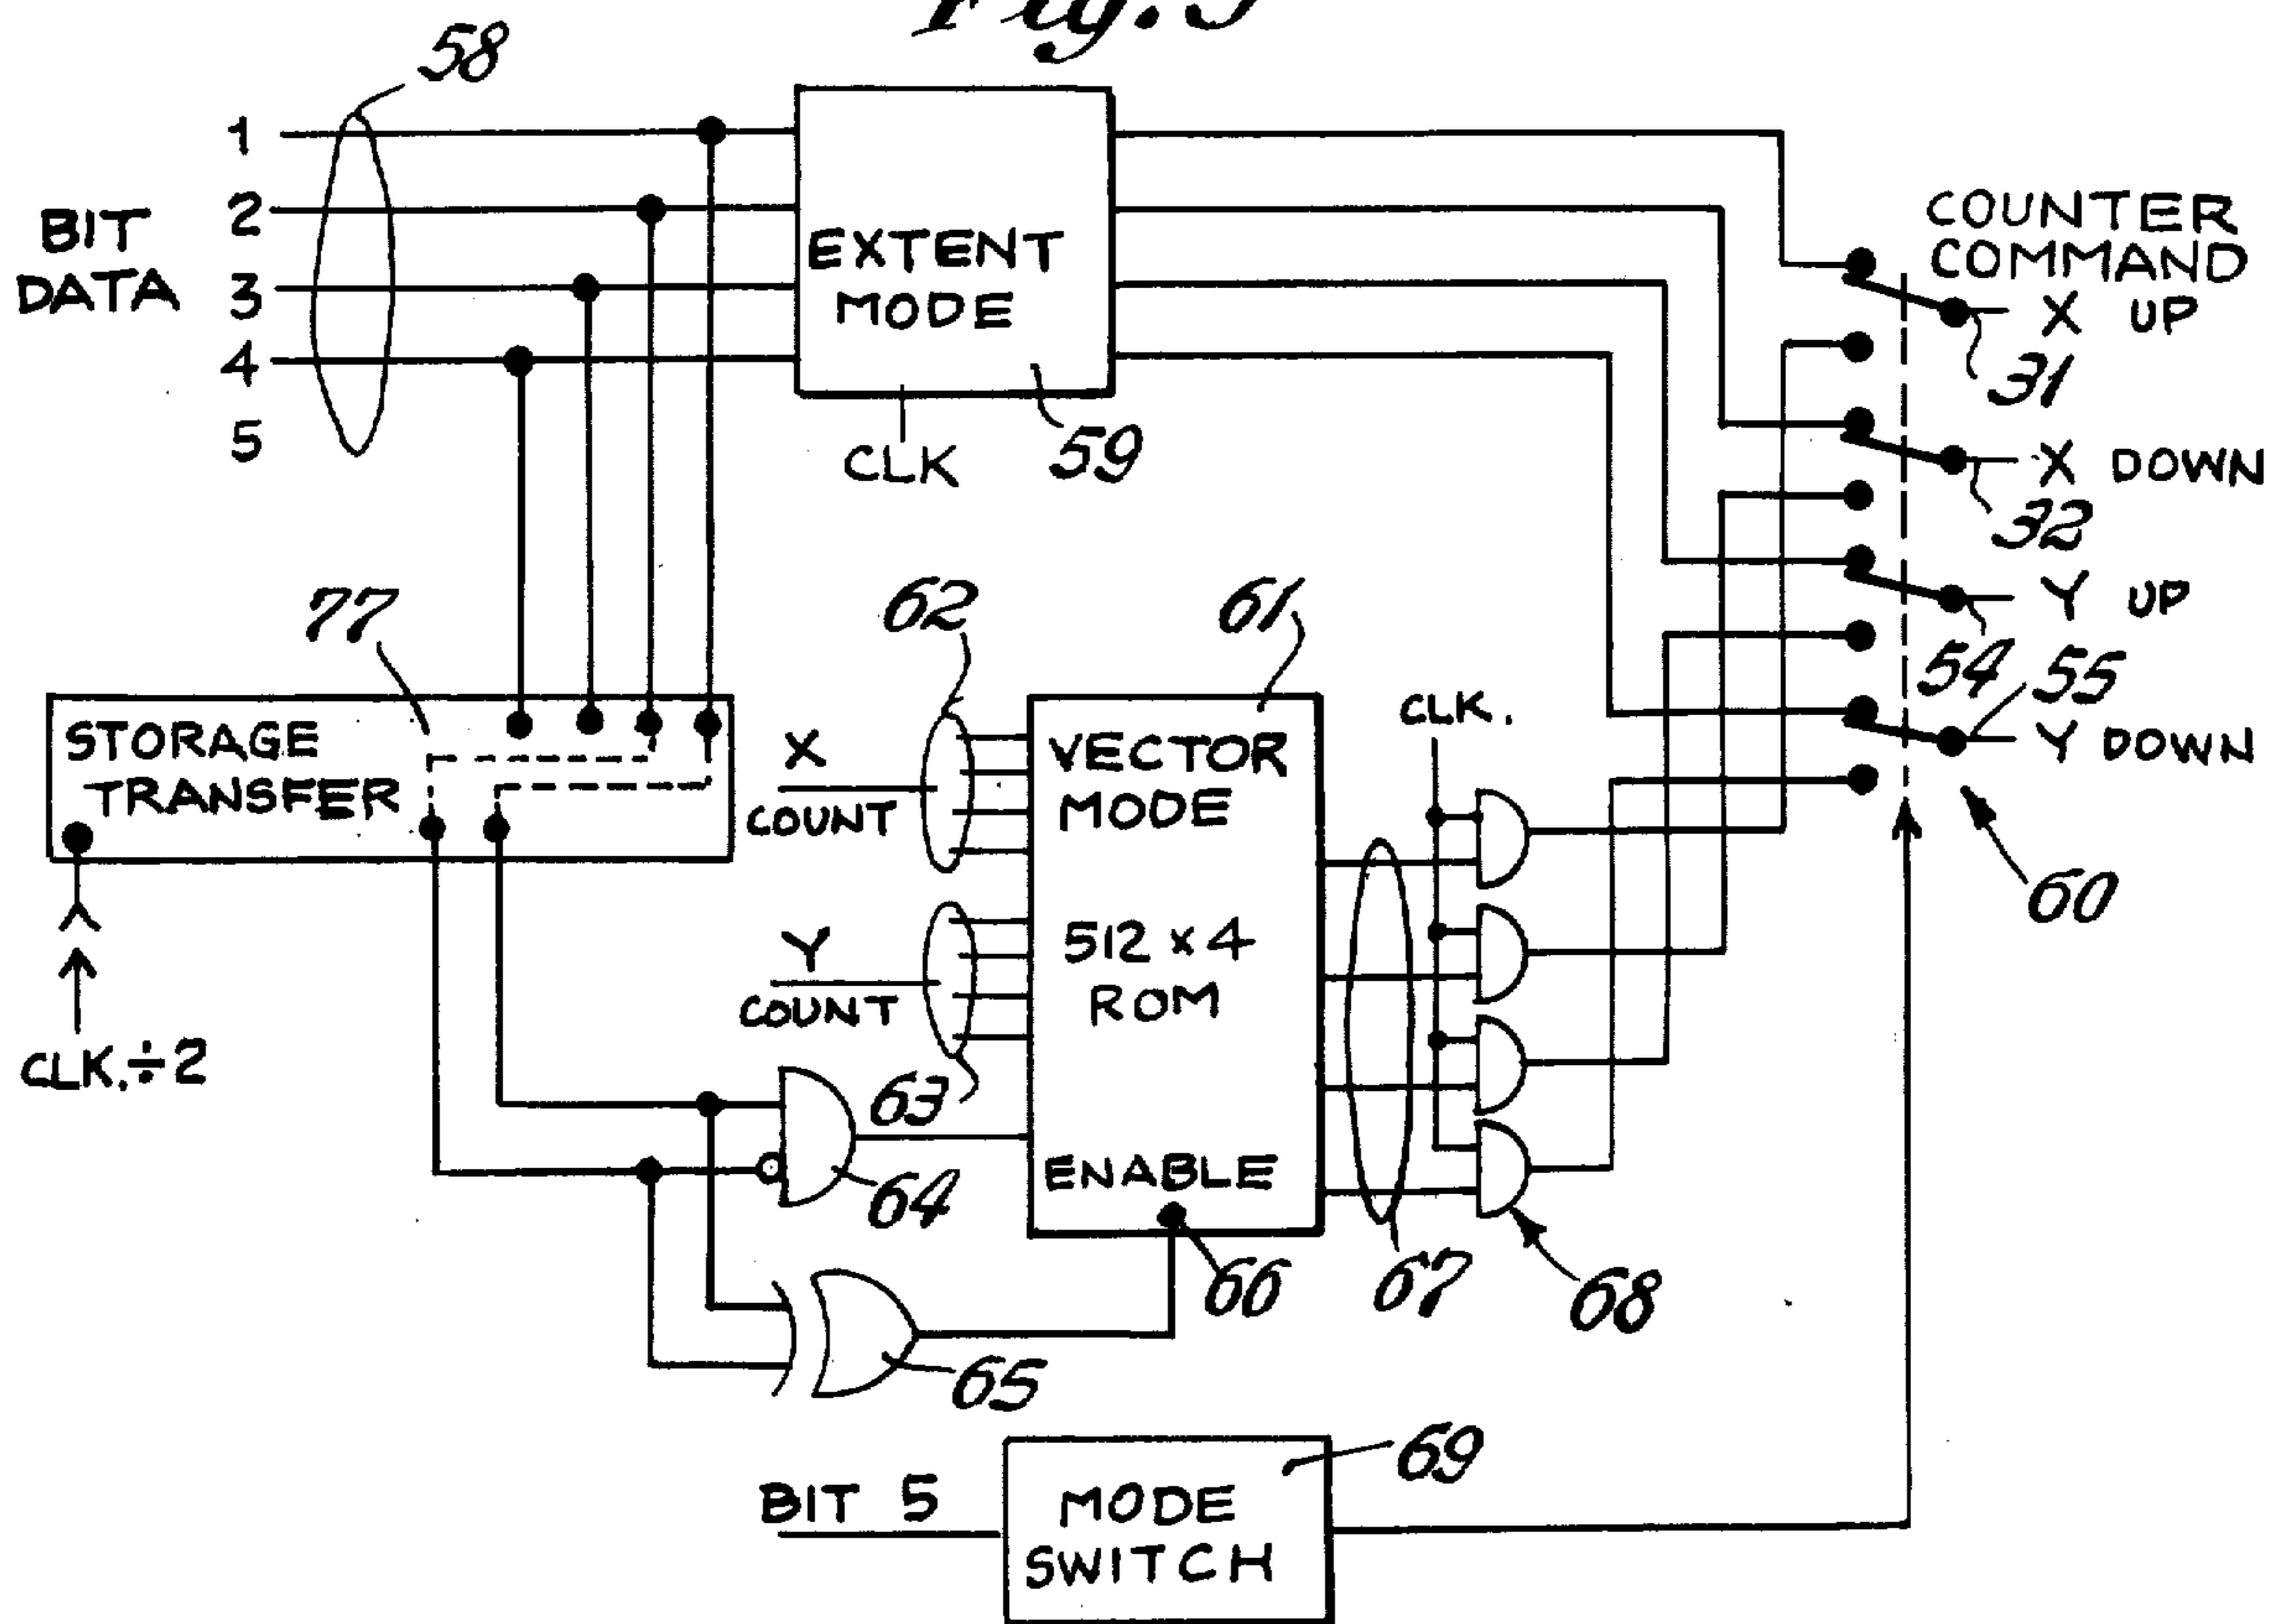 58
1
2
3
4
5
BIT
DATA
EXTENT
MODE
CLK
59
COUNTER
COMMAND
X UP
31
X DOWN
32
Y UP
54
55
Y DOWN
60
77
STORAGE
TRANSFER
CLK.÷2
62
X
COUNT
Y
COUNT
63
61
VECTOR
MODE
512 x 4
ROM
ENABLE
CLK.
64
65
66
67
68
BIT 5
MODE
SWITCH
69